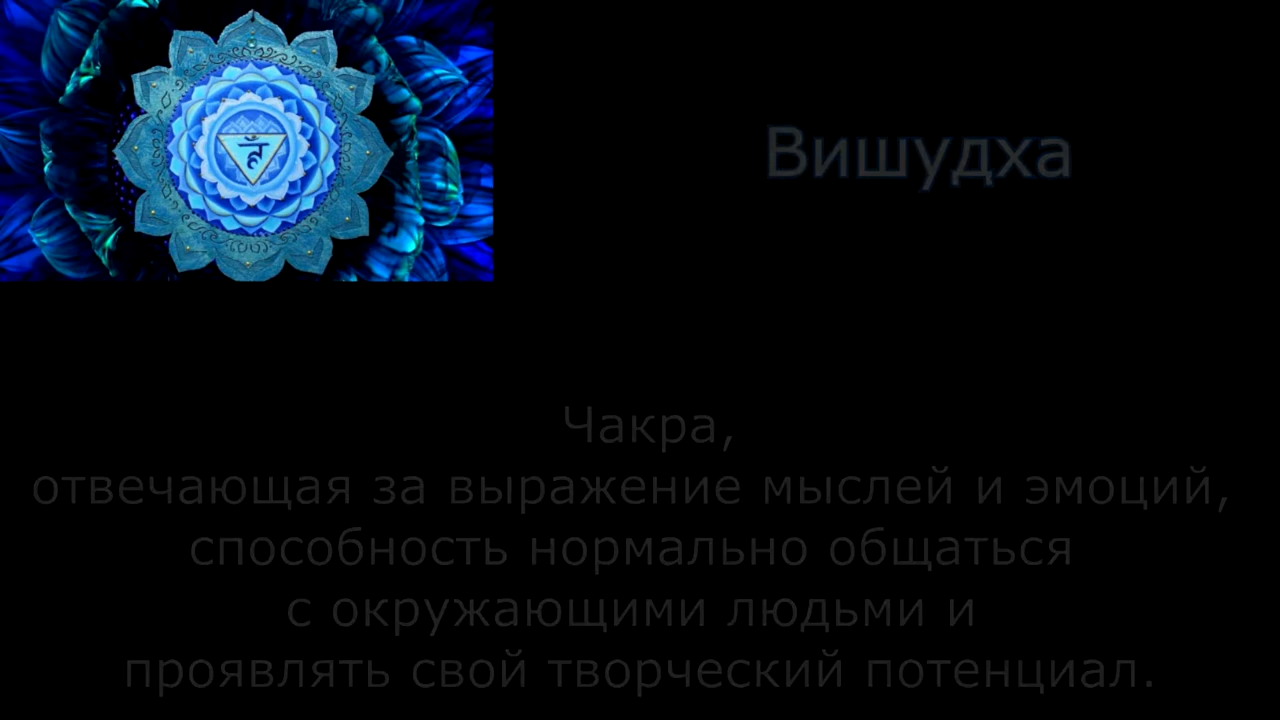 Вишудха
हं
Чакра,
отвечающая за выражение мыслей и эмоций,
способность нормально общаться
с окружающими людьми и
проявлять свой творческий потенциал.